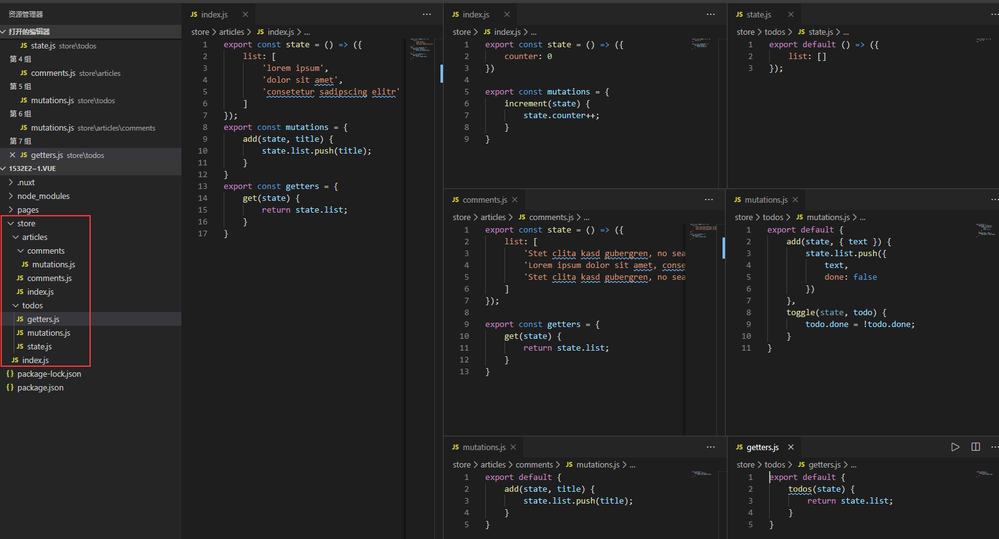 资源管理器
打开的编辑器
JS state.js store\todos
第 4 组
JS comments.js store\articles
第 5 组
JS mutations.js store\todos
第 6 组
JS mutations.js store\articles\comments
第 7 组
JS getters.js store\todos
1532E2~1.VUE
.nuxt
node_modules
pages
store
articles
comments
JS mutations.js
JS comments.js
JS index.js
todos
JS getters.js
JS mutations.js
JS state.js
JS index.js
{} package-lock.json
{} package.json
JS index.js
store > articles > JS index.js > ...
1 export const state = () => ({
2 list: [
3 'lorem ipsum',
4 'dolor sit amet',
5 'consetetur sadipscing elitr'
6 ]
7 });
8 export const mutations = {
9 add(state, title) {
10 state.list.push(title);
11 }
12 }
13 export const getters = {
14 get(state) {
15 return state.list;
16 }
17 }
JS index.js
store > JS index.js > ...
1 export const state = () => ({
2 counter: 0
3 })
4
5 export const mutations = {
6 increment(state) {
7 state.counter++;
8 }
9 }
JS state.js
store > todos > JS state.js > ...
1 export default () => ({
2 list: []
3 });
JS comments.js
store > articles > JS comments.js > ...
1 export const state = () => ({
2 list: [
3 'Stet clita kasd gubergren, no sea
4 'Lorem ipsum dolor sit amet, conse
5 'Stet clita kasd gubergren, no sea
6 ]
7 });
8
9 export const getters = {
10 get(state) {
11 return state.list;
12 }
13 }
JS mutations.js
store > todos > JS mutations.js > ...
1 export default {
2 add(state, { text }) {
3 state.list.push({
4 text,
5 done: false
6 })
7 },
8 toggle(state, todo) {
9 todo.done = !todo.done;
10 }
11 }
JS mutations.js
store > articles > comments > JS mutations.js > ...
1 export default {
2 add(state, title) {
3 state.list.push(title);
4 }
5 }
JS getters.js
store > todos > JS getters.js > ...
1 export default {
2 todos(state) {
3 return state.list;
4 }
5 }